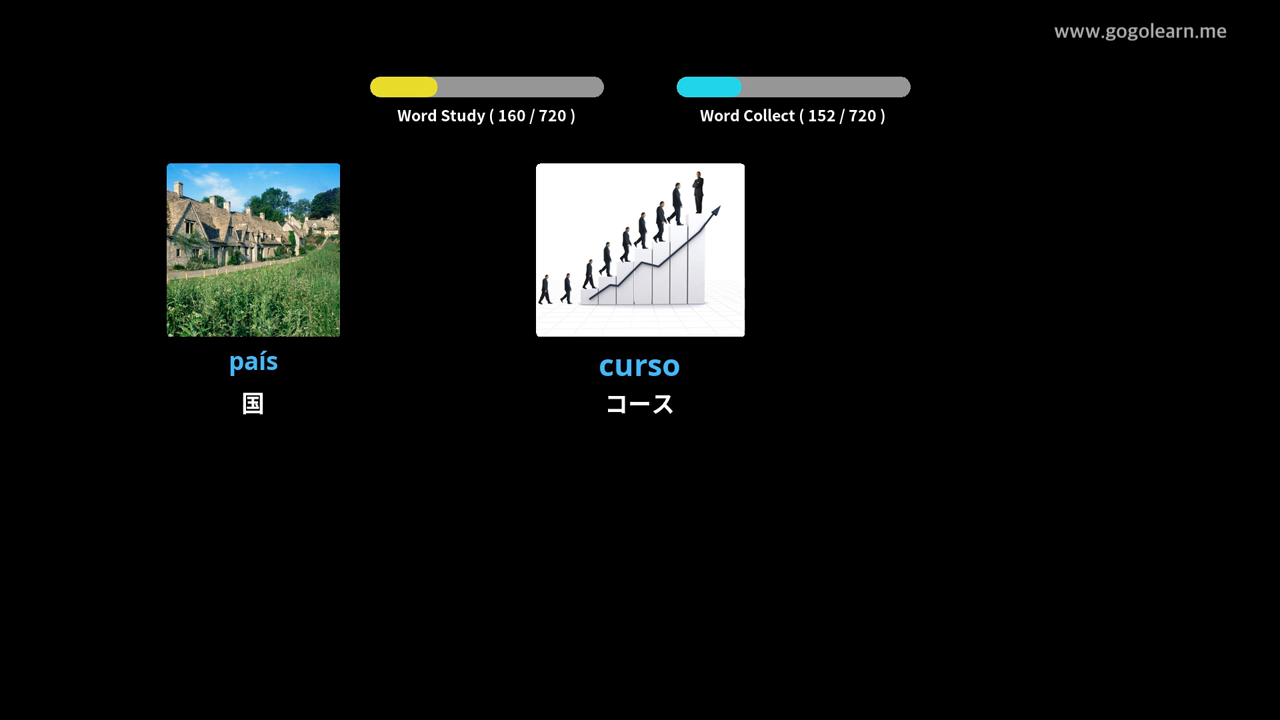 www.gogolearn.me
Word Study ( 160 / 720 )
Word Collect ( 152 / 720 )
país
国
curso
コース